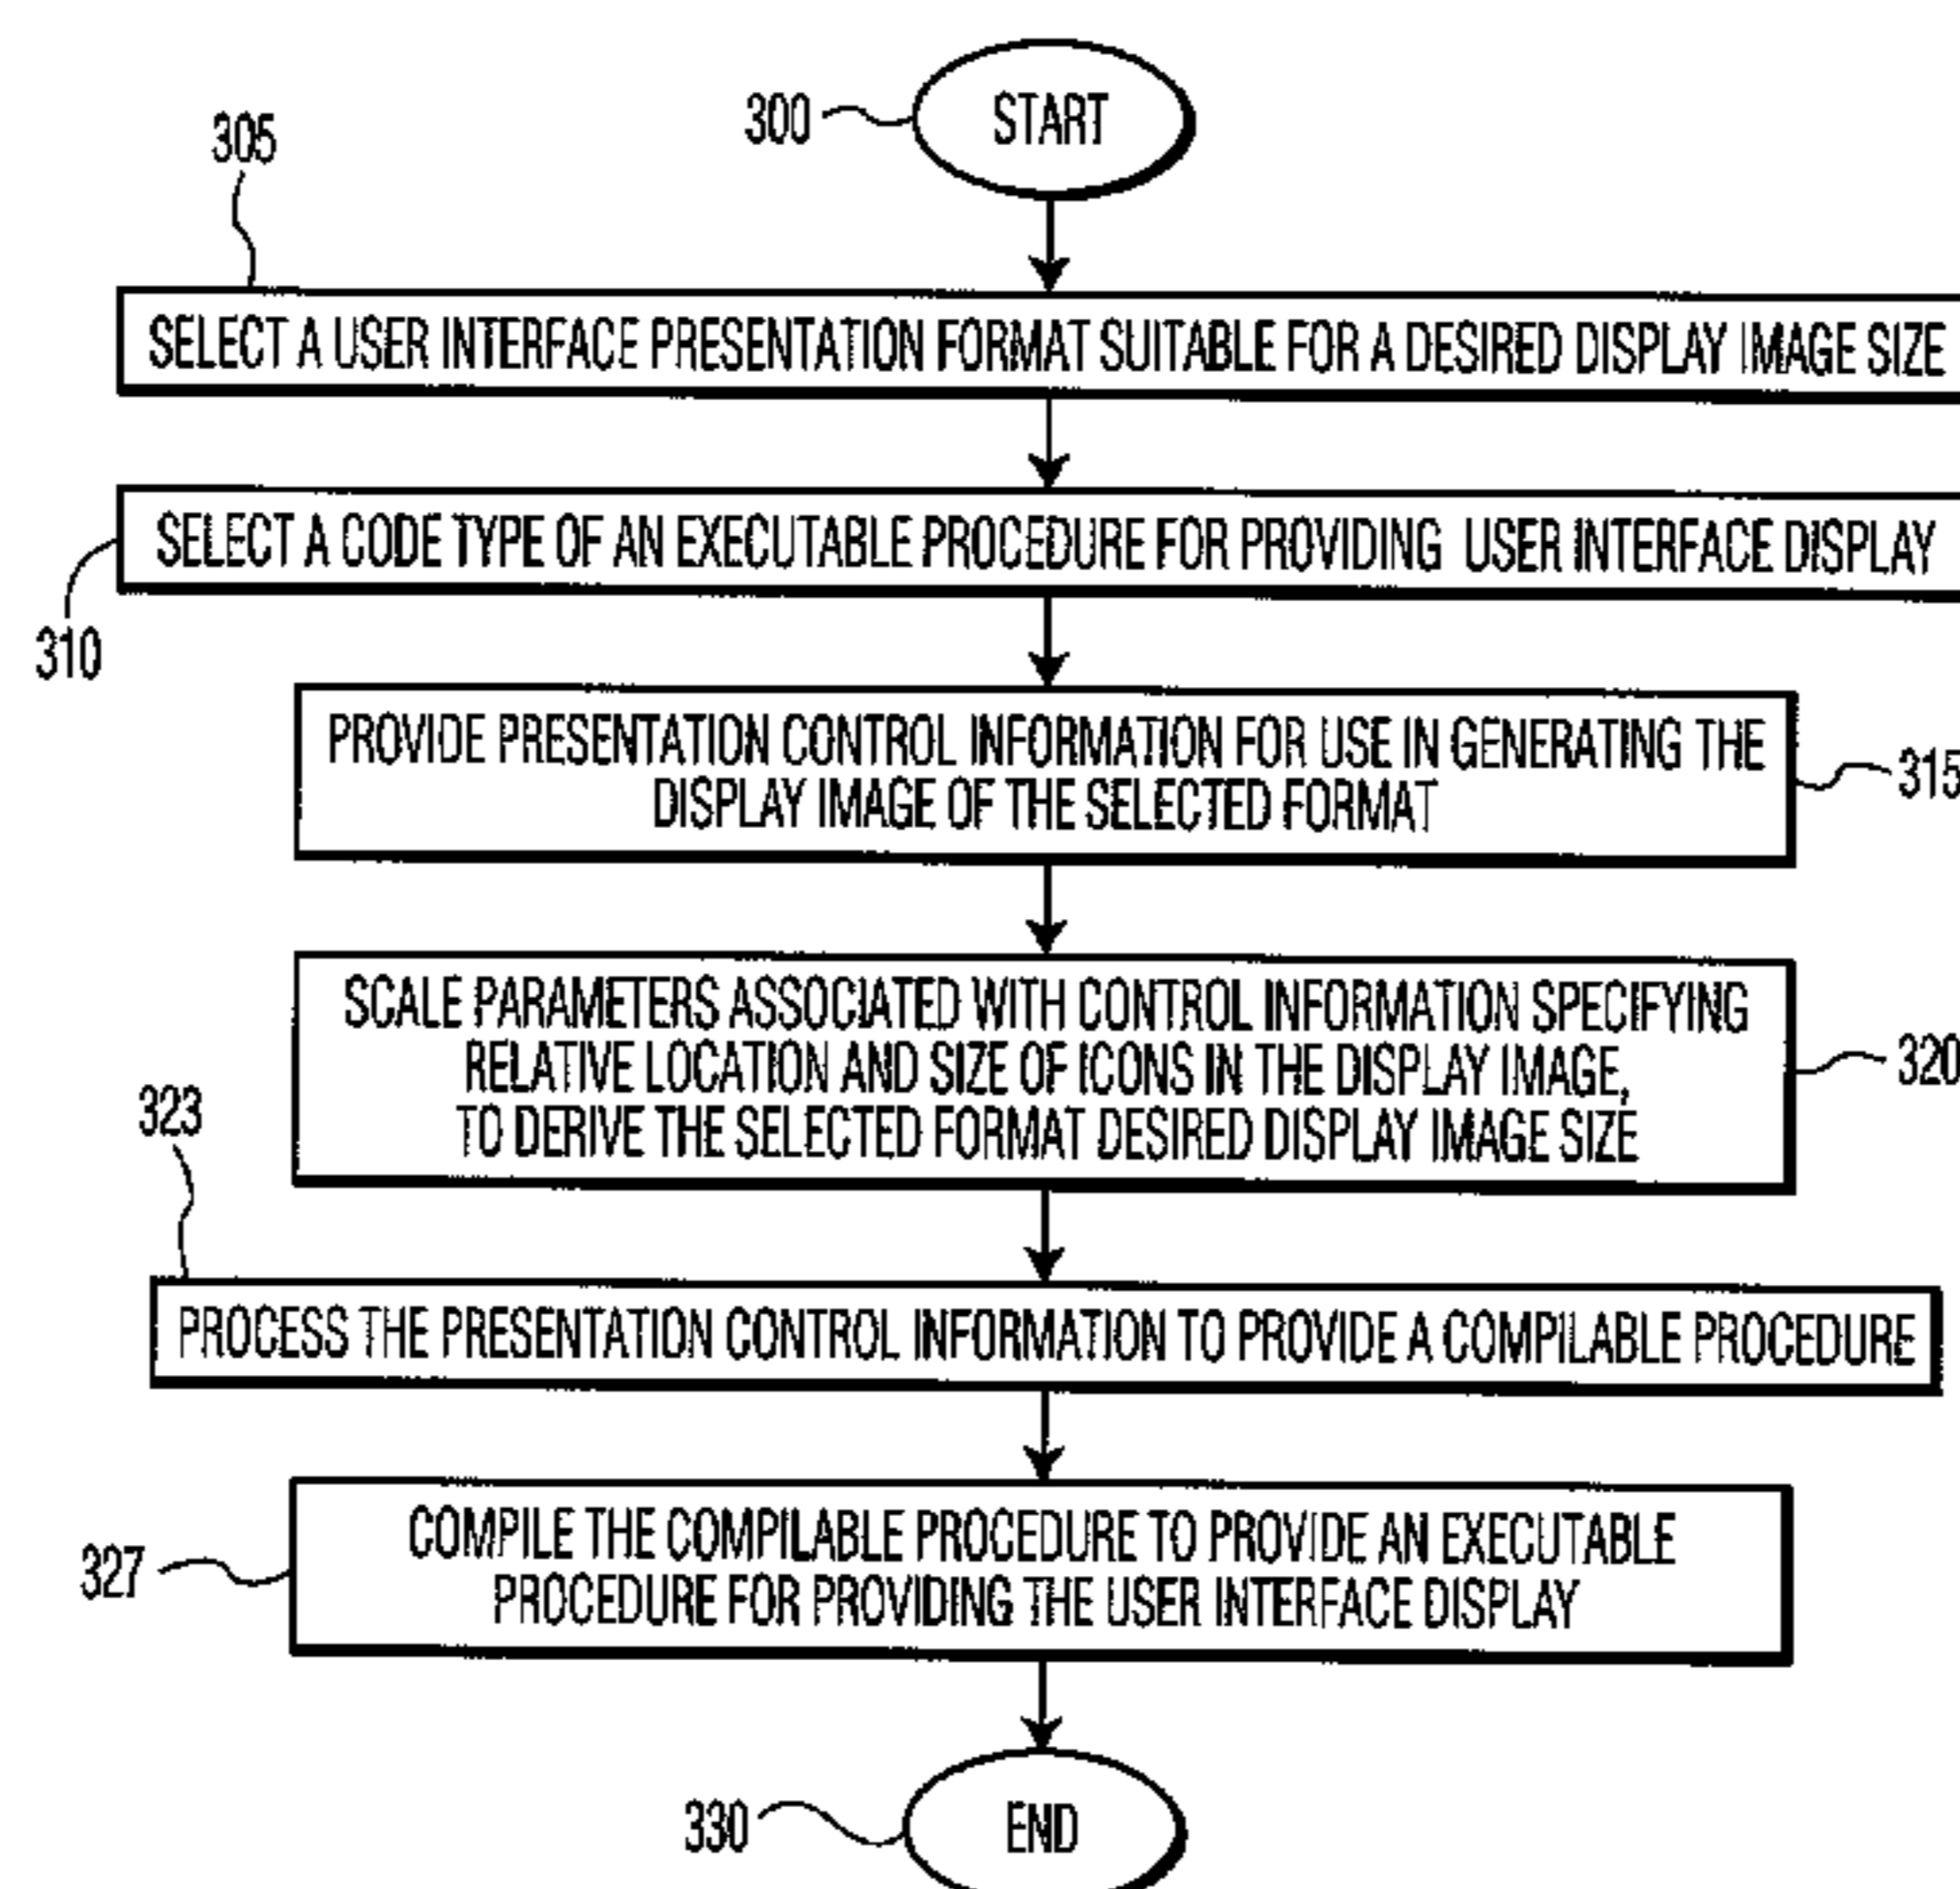 300
START
305
SELECT A USER INTERFACE PRESENTATION FORMAT SUITABLE FOR A DESIRED DISPLAY IMAGE SIZE
SELECT A CODE TYPE OF AN EXECUTABLE PROCEDURE FOR PROVIDING USER INTERFACE DISPLAY
310
PROVIDE PRESENTATION CONTROL INFORMATION FOR USE IN GENERATING THE
DISPLAY IMAGE OF THE SELECTED FORMAT
315
SCALE PARAMETERS ASSOCIATED WITH CONTROL INFORMATION SPECIFYING
RELATIVE LOCATION AND SIZE OF ICONS IN THE DISPLAY IMAGE,
TO DERIVE THE SELECTED FORMAT DESIRED DISPLAY IMAGE SIZE
320
323
PROCESS THE PRESENTATION CONTROL INFORMATION TO PROVIDE A COMPILABLE PROCEDURE
COMPILE THE COMPILABLE PROCEDURE TO PROVIDE AN EXECUTABLE
PROCEDURE FOR PROVIDING THE USER INTERFACE DISPLAY
327
330
END